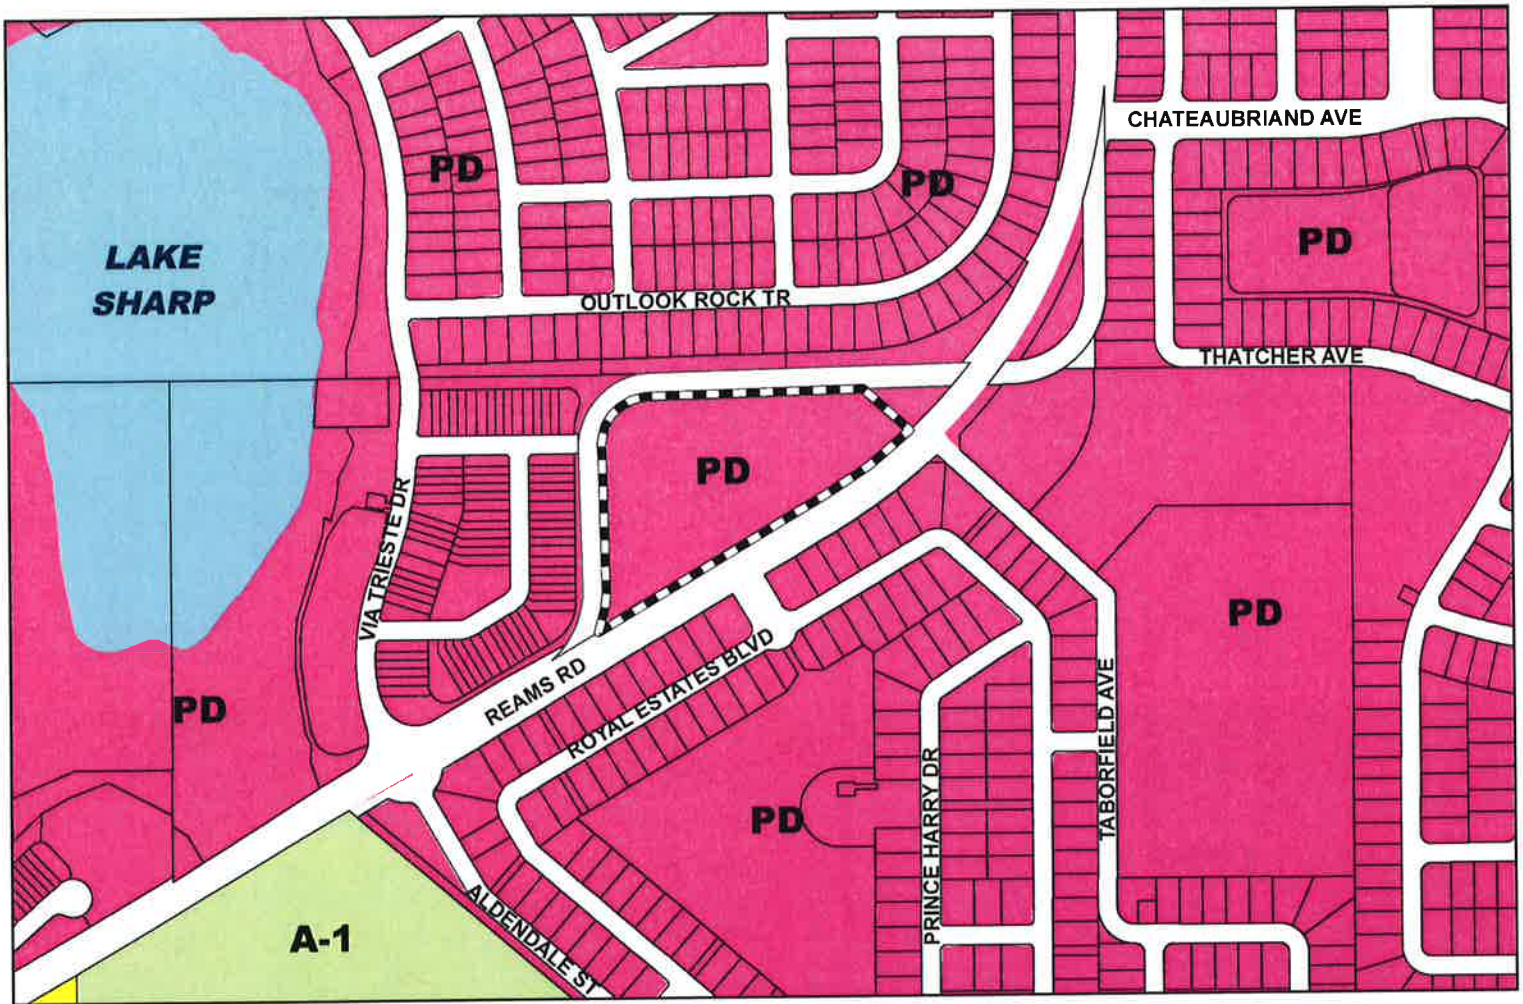 CHATEAUBRIAND AVE
PD
PD
PD
LAKE
SHARP
OUTLOOK ROCK TR
THATCHER AVE
PD
VIA TRIESTE DR
PD
REAMS RD
ROYAL ESTATES BLVD
PD
PD
PRINCE HARRY DR
TABORFIELD AVE
A-1
ALDENDALE ST